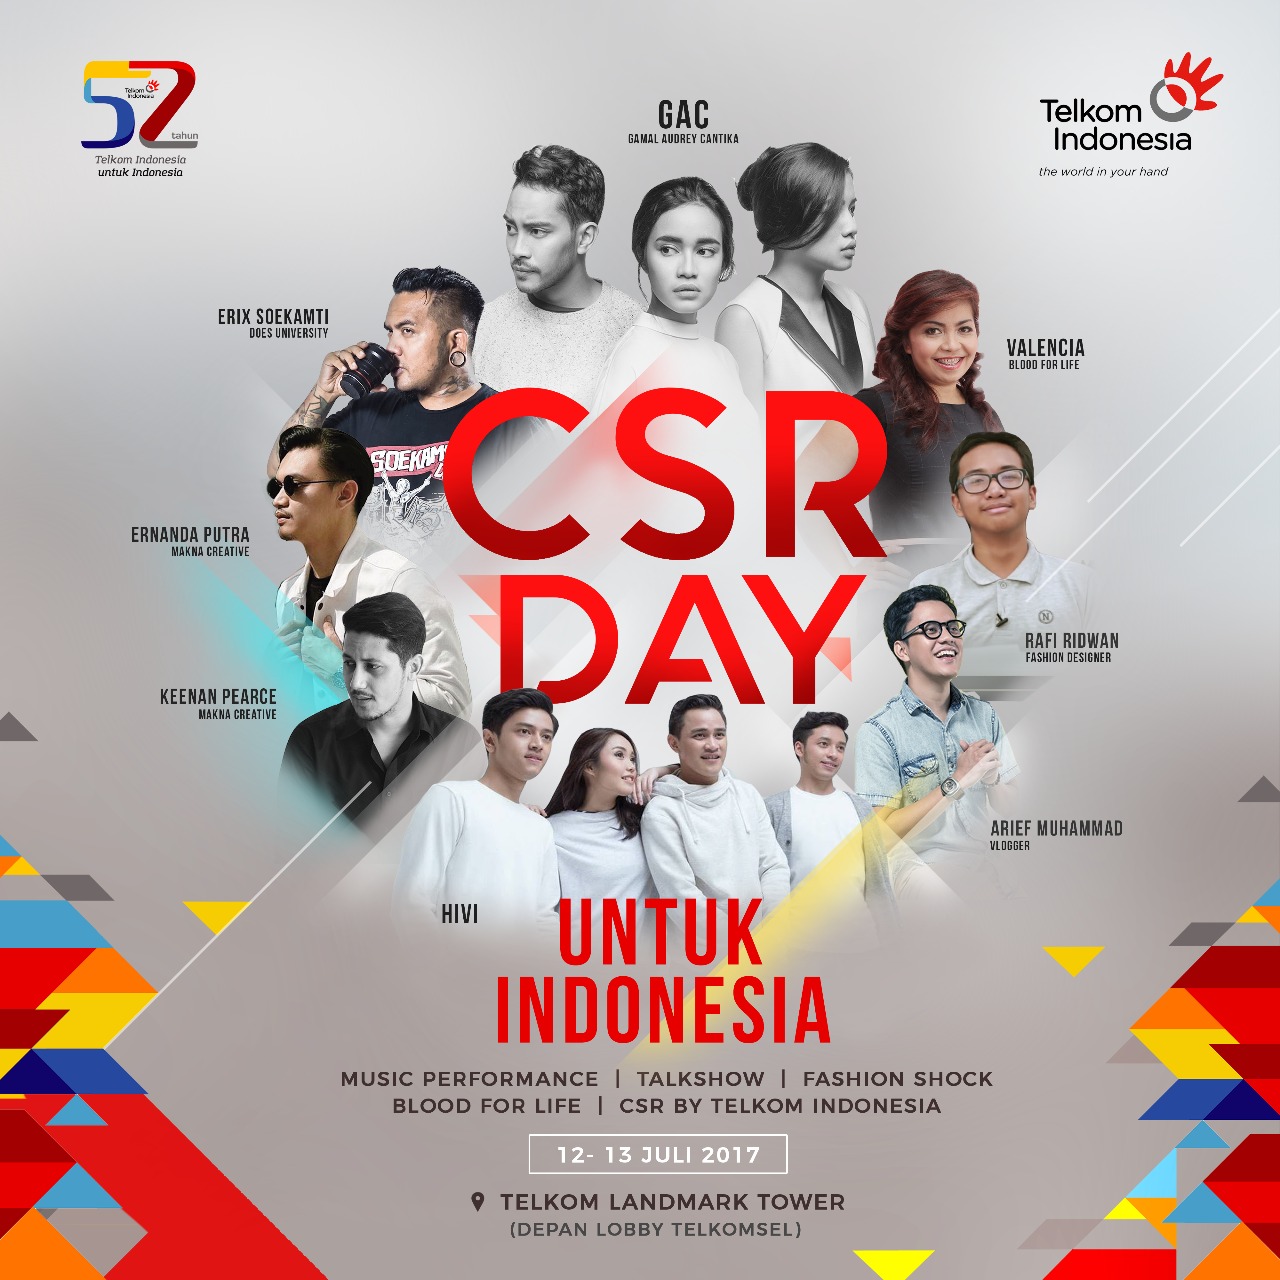 52
Telkom
Indonesia
tahun
Telkom Indonesia
untuk Indonesia
Telkom
Indonesia
the world in your hand
GAC
GAMAL AUDREY CANTIKA
ERIX SOEKAMTI
DOES UNIVERSITY
VALENCIA
BLOOD FOR LIFE
SOEKAM
CSR
DAY
ERNANDA PUTRA
MAKNA CREATIVE
N
RAFI RIDWAN
FASHION DESIGNER
KEENAN PEARCE
MAKNA CREATIVE
ARIEF MUHAMMAD
VLOGGER
HIVI
UNTUK
INDONESIA
MUSIC PERFORMANCE | TALKSHOW | FASHION SHOCK
BLOOD FOR LIFE | CSR BY TELKOM INDONESIA
12- 13 JULI 2017
TELKOM LANDMARK TOWER
(DEPAN LOBBY TELKOMSEL)